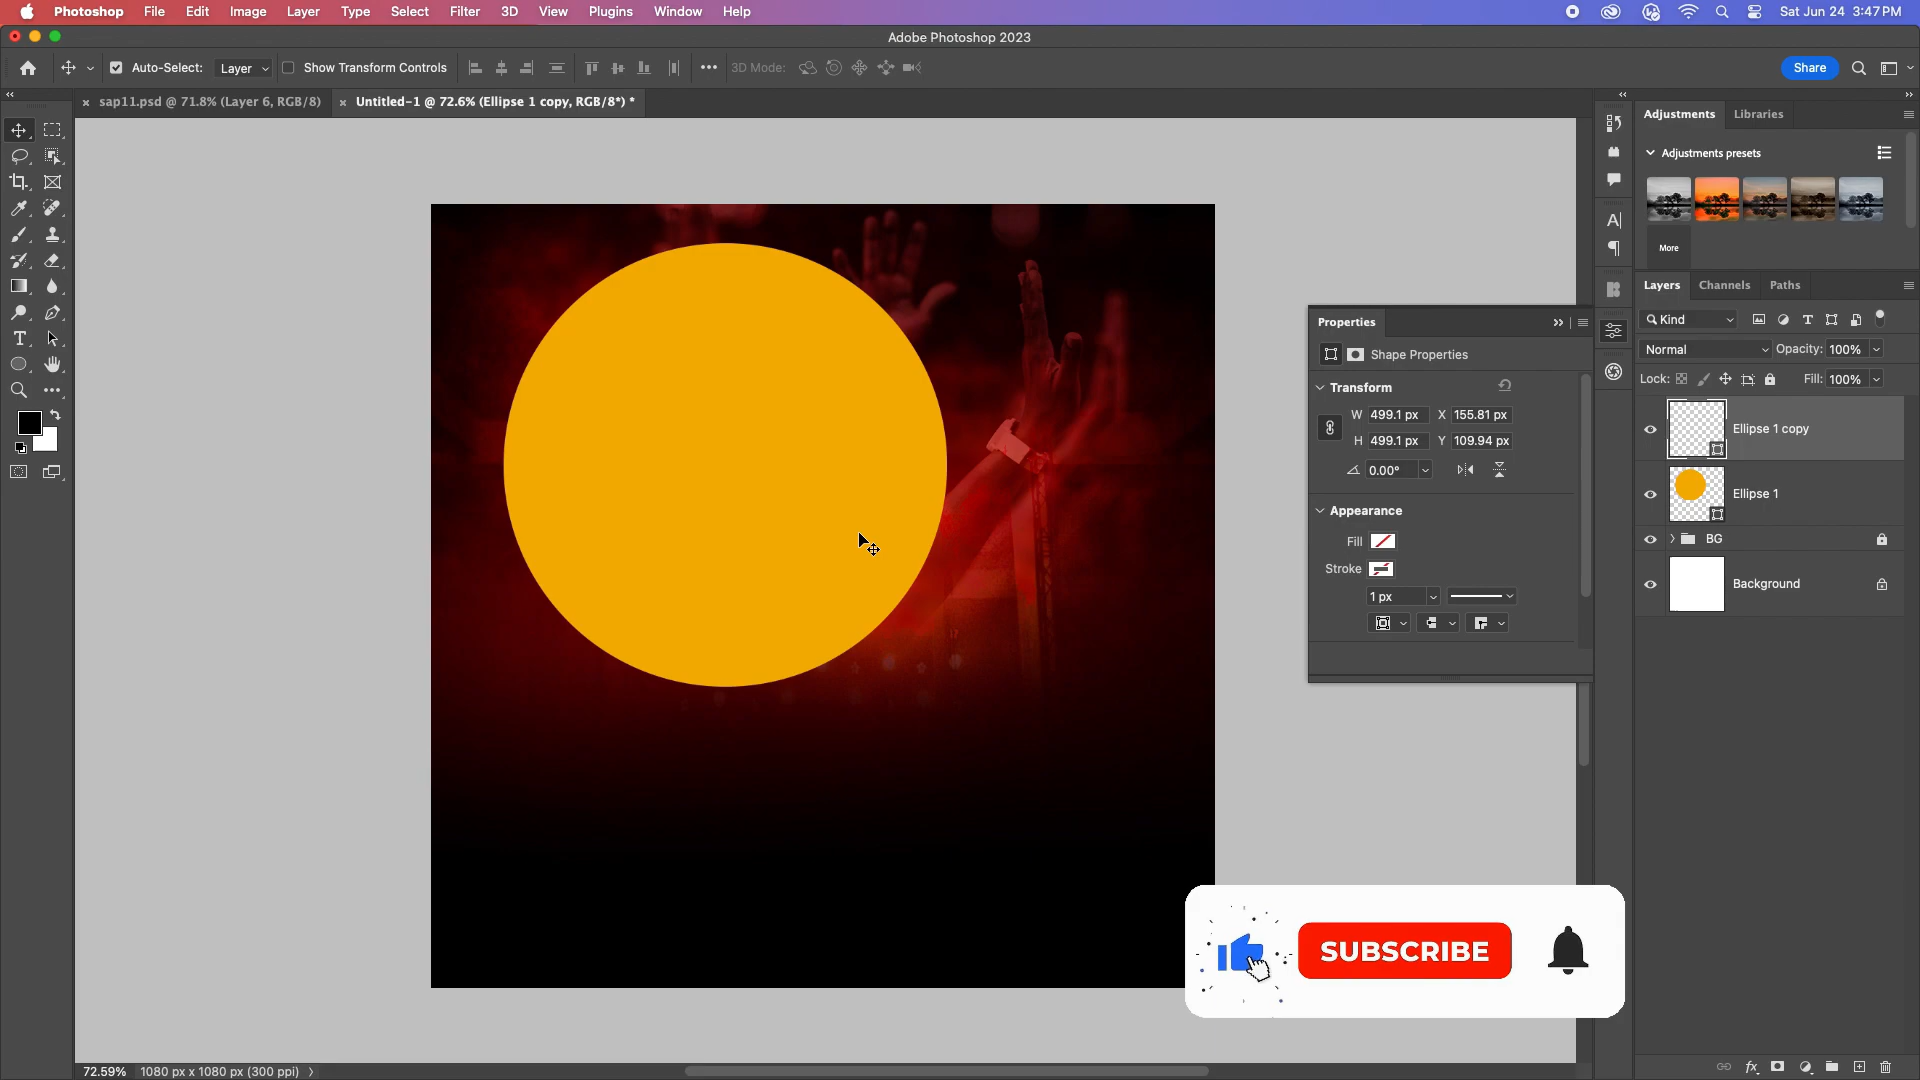 Photoshop File Edit Image Layer Type Select Filter 3D View Plugins Window Help Sat Jun 24 3:47 PM
Adobe Photoshop 2023
Auto-Select: Layer Show Transform Controls 3D Mode: Share
sap11.psd @ 71.8% (Layer 6, RGB/8) Untitled-1 @ 72.6% (Ellipse 1 copy, RGB/8*) *
Adjustments Libraries
Adjustments presets
More
Layers Channels Paths
Kind
Normal Opacity: 100%
Lock: Fill: 100%
Ellipse 1 copy
Ellipse 1
BG
Background
Properties
Shape Properties
Transform
W 499.1 px X 155.81 px
H 499.1 px Y 109.94 px
0.00°
Appearance
Fill
Stroke
1 px
SUBSCRIBE
72.59% 1080 px x 1080 px (300 ppi)